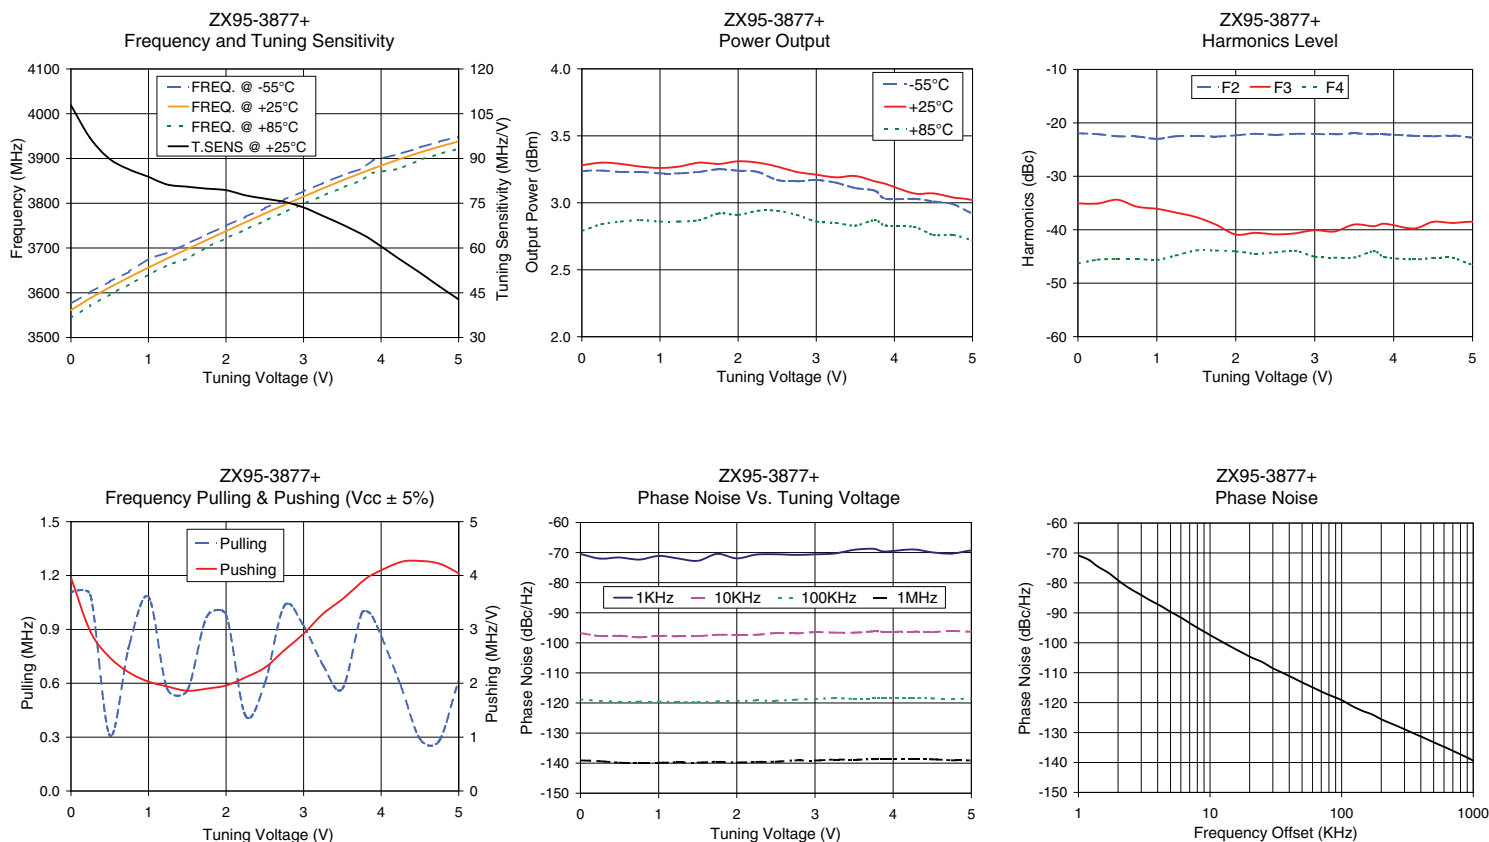 ZX95-3877+
Frequency and Tuning Sensitivity
4100
4000
3900
3800
3700
3600
3500
Frequency (MHz)
FREQ. @ -55°C
FREQ. @ +25°C
FREQ. @ +85°C
T.SENS @ +25°C
120
105
90
75
60
45
30
Tuning Sensitivity (MHz/V)
0 1 2 3 4 5
Tuning Voltage (V)
ZX95-3877+
Power Output
4.0
3.5
3.0
2.5
2.0
Output Power (dBm)
-55°C
+25°C
+85°C
0 1 2 3 4 5
Tuning Voltage (V)
ZX95-3877+
Harmonics Level
-10
-20
-30
-40
-50
-60
Harmonics (dBc)
F2 F3 F4
0 1 2 3 4 5
Tuning Voltage (V)
ZX95-3877+
Frequency Pulling & Pushing (Vcc ± 5%)
1.5
1.2
0.9
0.6
0.3
0.0
Pulling (MHz)
Pulling
Pushing
5
4
3
2
1
0
Pushing (MHz/V)
0 1 2 3 4 5
Tuning Voltage (V)
ZX95-3877+
Phase Noise Vs. Tuning Voltage
-60
-70
-80
-90
-100
-110
-120
-130
-140
-150
Phase Noise (dBc/Hz)
1KHz 10KHz 100KHz 1MHz
0 1 2 3 4 5
Tuning Voltage (V)
ZX95-3877+
Phase Noise
-60
-70
-80
-90
-100
-110
-120
-130
-140
-150
Phase Noise (dBc/Hz)
1 10 100 1000
Frequency Offset (KHz)